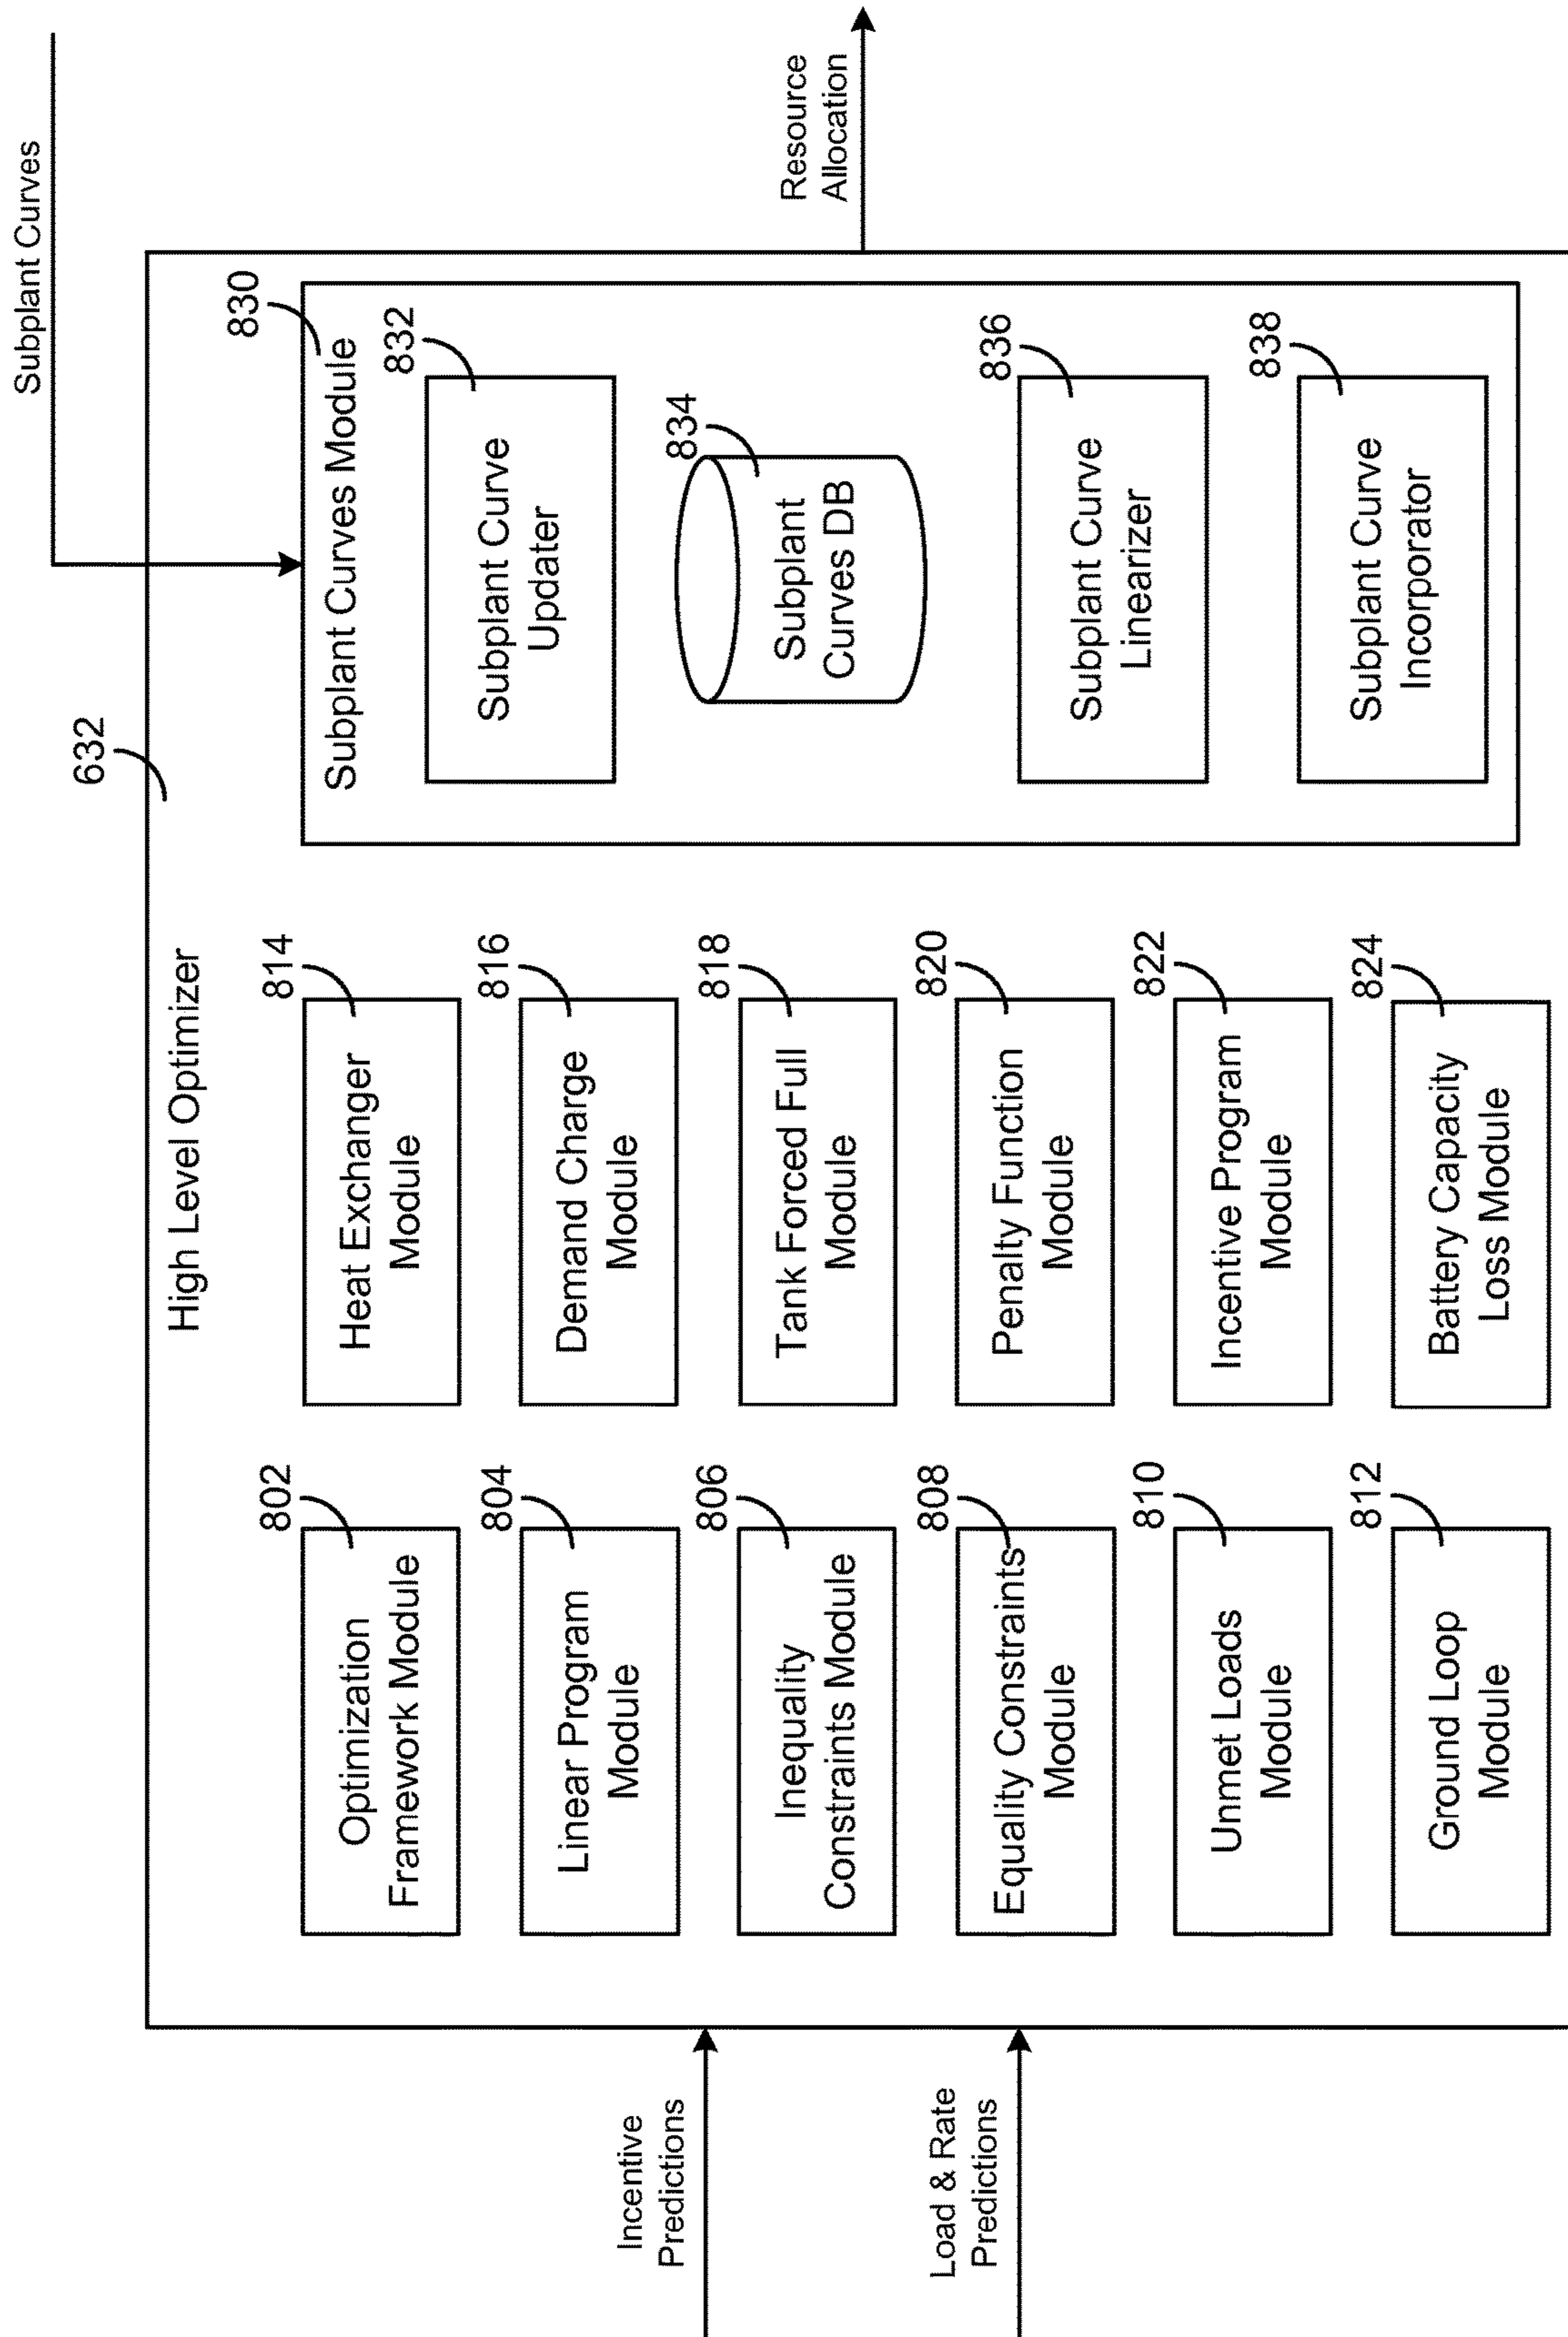 Subplant Curves
632
High Level Optimizer
Incentive
Predictions
Load & Rate
Predictions
802
Optimization
Framework Module
804
Linear Program
Module
806
Inequality
Constraints Module
808
Equality Constraints
Module
810
Unmet Loads
Module
812
Ground Loop
Module
814
Heat Exchanger
Module
816
Demand Charge
Module
818
Tank Forced Full
Module
820
Penalty Function
Module
822
Incentive Program
Module
824
Battery Capacity
Loss Module
830
Subplant Curves Module
832
Subplant Curve
Updater
834
Subplant
Curves DB
836
Subplant Curve
Linearizer
838
Subplant Curve
Incorporator
Resource
Allocation